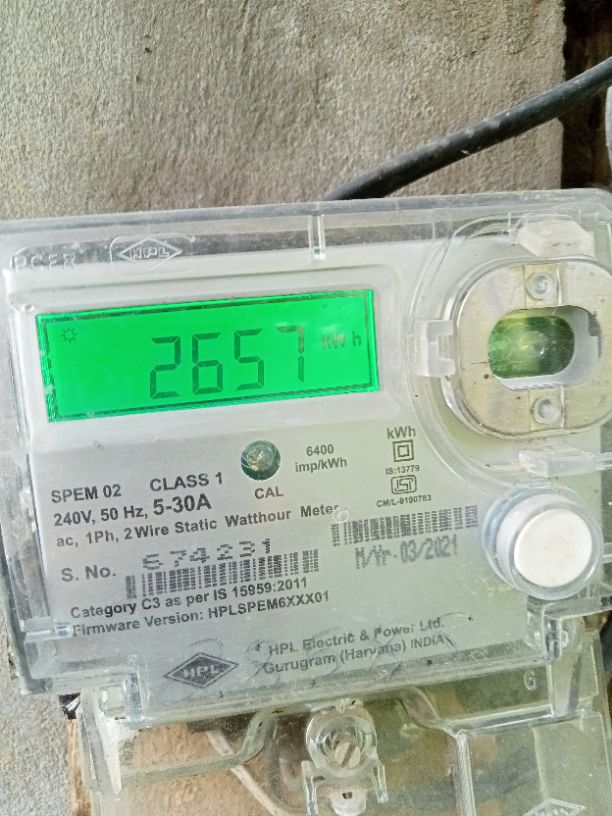 HPL
2657 kWh
6400
imp/kWh
kWh
IS:13779
CM/L-9190783
SPEM 02 CLASS 1
CAL
240V, 50 Hz, 5-30A
ac, 1Ph, 2Wire Static Watthour Meter
S. No. 674231
M/Yr-03/2021
Category C3 as per IS 15959:2011
Firmware Version: HPLSPEM6XXX01
HPL
HPL Electric & Power Ltd.
Gurugram (Haryana) INDIA
6